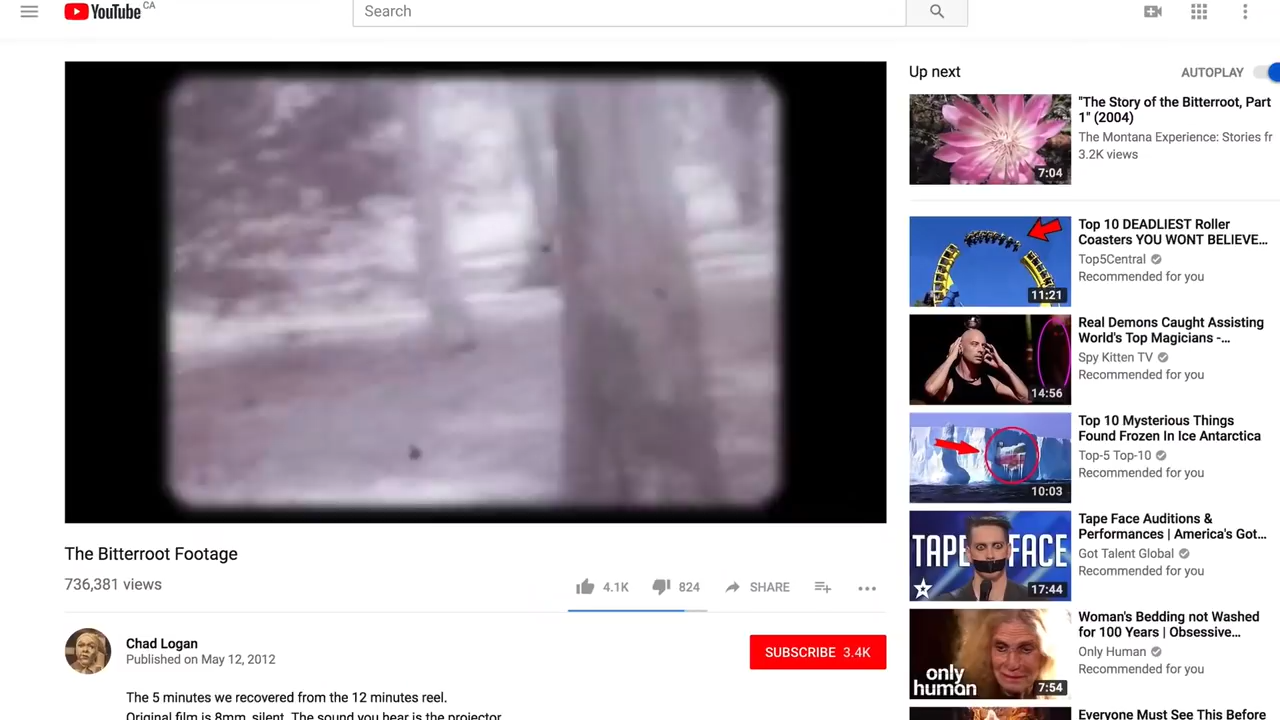 YouTube CA
Search
The Bitterroot Footage
736,381 views
4.1K
824
SHARE
Chad Logan
Published on May 12, 2012
SUBSCRIBE 3.4K
The 5 minutes we recovered from the 12 minutes reel.
Original film is 8mm, silent. The sound you hear is the projector
Up next
AUTOPLAY
"The Story of the Bitterroot, Part
1" (2004)
The Montana Experience: Stories fr
3.2K views
7:04
Top 10 DEADLIEST Roller
Coasters YOU WONT BELIEVE…
Top5Central
Recommended for you
11:21
Real Demons Caught Assisting
World's Top Magicians -…
Spy Kitten TV
Recommended for you
14:56
Top 10 Mysterious Things
Found Frozen In Ice Antarctica
Top-5 Top-10
Recommended for you
10:03
Tape Face Auditions &
Performances | America's Got…
Got Talent Global
Recommended for you
TAPE FACE
17:44
Woman's Bedding not Washed
for 100 Years | Obsessive…
Only Human
Recommended for you
only
human
7:54
Everyone Must See This Before